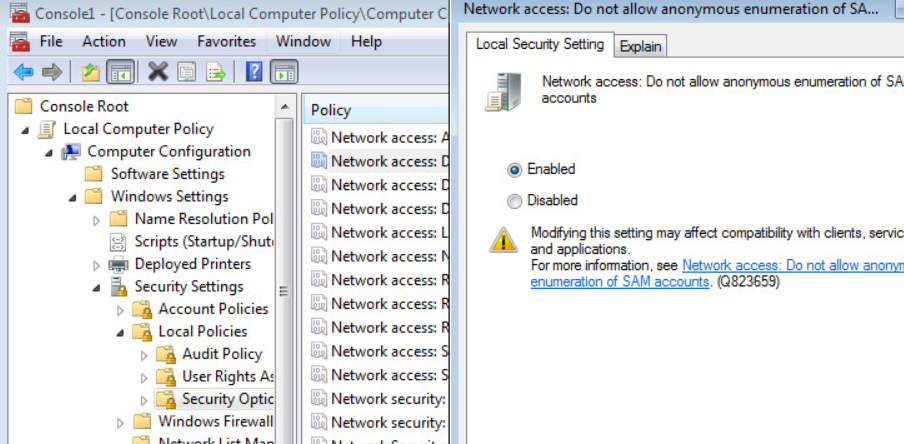 Console1 - [Console Root\Local Computer Policy\Computer C
File Action View Favorites Window Help
Console Root
Local Computer Policy
Computer Configuration
Software Settings
Windows Settings
Name Resolution Pol
Scripts (Startup/Shut
Deployed Printers
Security Settings
Account Policies
Local Policies
Audit Policy
User Rights As
Security Optic
Windows Firewall
Network List Man
Policy
Network access: A
Network access: D
Network access: D
Network access: D
Network access: L
Network access: N
Network access: R
Network access: R
Network access: R
Network access: S
Network access: S
Network security:
Network security:
Network Security
Network access: Do not allow anonymous enumeration of SA...
Local Security Setting Explain
Network access: Do not allow anonymous enumeration of SA
accounts
Enabled
Disabled
Modifying this setting may affect compatibility with clients, servic
and applications.
For more information, see Network access: Do not allow anonym
enumeration of SAM accounts. (Q823659)